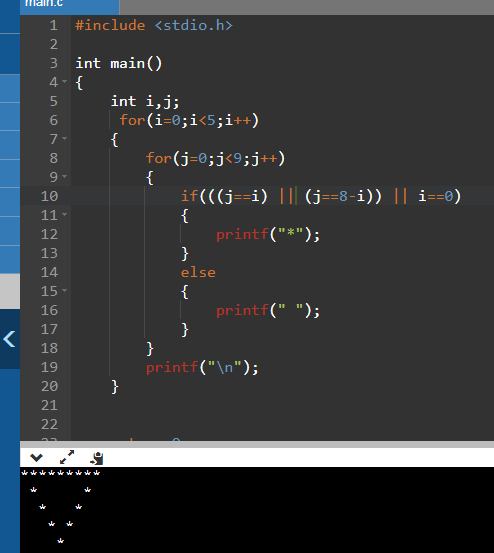 main.c
1 #include <stdio.h>
2
3 int main()
4 {
5     int i,j;
6      for(i=0;i<5;i++)
7     {
8         for(j=0;j<9;j++)
9         {
10             if(((j==i) || (j==8-i)) || i==0)
11             {
12                 printf("*");
13             }
14             else
15             {
16                 printf(" ");
17             }
18         }
19         printf("\n");
20     }
21
22
*********
 *     *
  *   *
   * *
    *